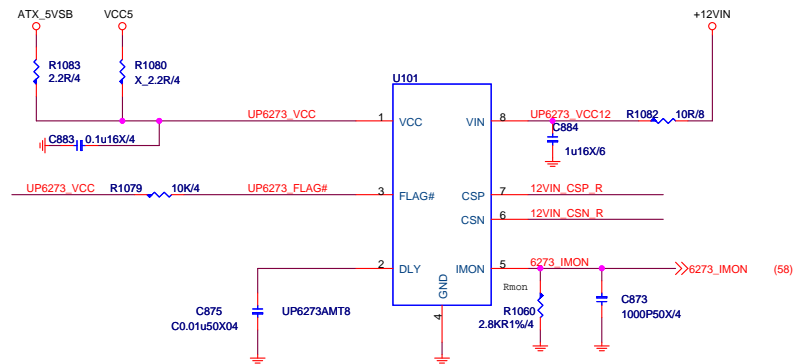 ATX_5VSB
VCC5
+12VIN
R1083
2.2R/4
R1080
X_2.2R/4
U101
UP6273_VCC
1
VCC
VIN
8
UP6273_VCC12
R1082
10R/8
C883
0.1u16X/4
C884
1u16X/6
UP6273_VCC
R1079
10K/4
UP6273_FLAG#
3
FLAG#
CSP
7
12VIN_CSP_R
CSN
6
12VIN_CSN_R
2
DLY
IMON
5
6273_IMON
6273_IMON
(58)
GND
4
Rmon
C875
C0.01u50X04
UP6273AMT8
R1060
2.8KR1%/4
C873
1000P50X/4